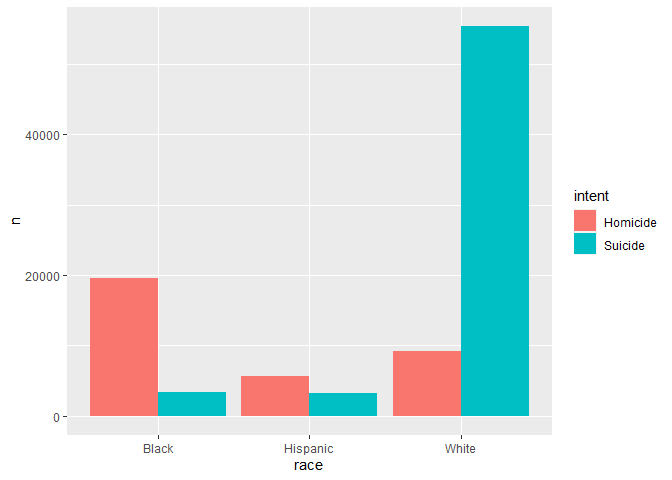 n
40000
20000
0
Black
Hispanic
White
race
intent
Homicide
Suicide